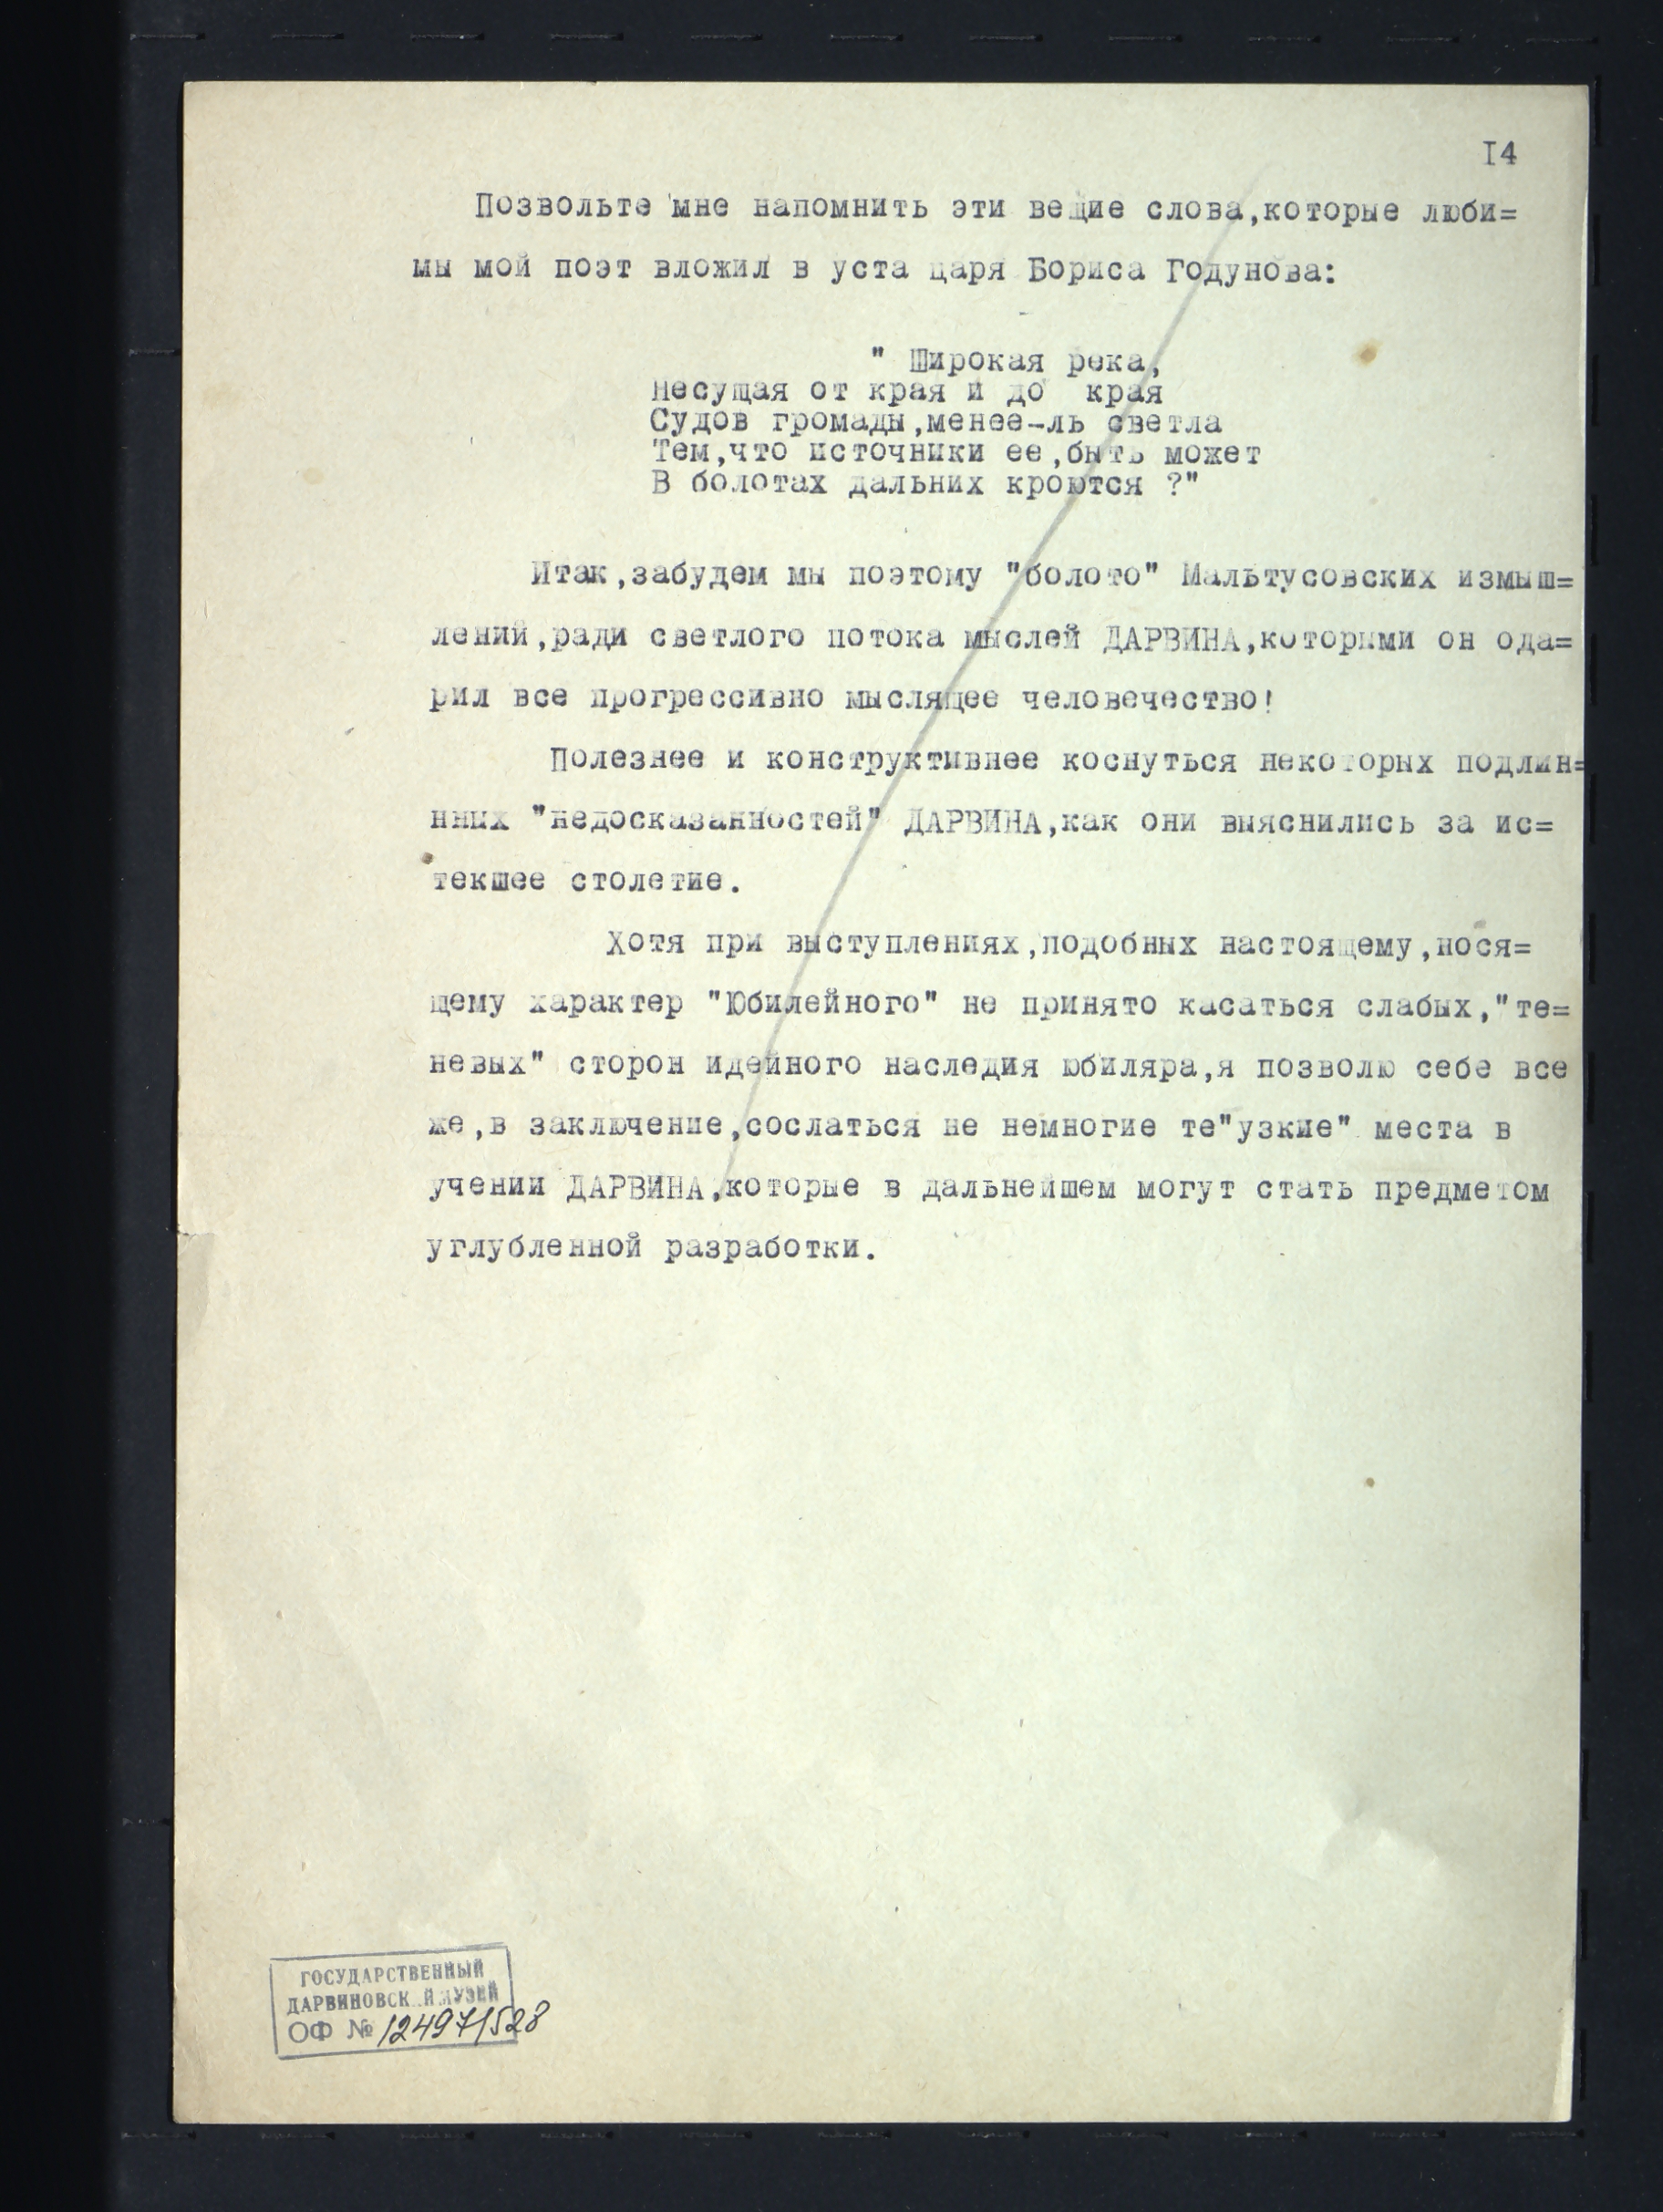 I4
Позвольте мне напомнить эти вещие слова,которые люби=
мы мой поэт вложил в уста царя Бориса Годунова:
" Широкая река,
Несущая от края и до края
Судов громады,менее-ль светла
Тем,что источники ее,быть может
В болотах дальних кроются ?"
Итак,забудем мы поэтому "болото" Мальтусовских измыш=
лений,ради светлого потока мыслей ДАРВИНА,которыми он ода=
рил все прогрессивно мыслящее человечество!
Полезнее и конструктивнее коснуться некоторых подлин=
нных "недосказанностей" ДАРВИНА,как они выяснились за ис=
текшее столетие.
Хотя при выступлениях,подобных настоящему,нося=
щему характер "Юбилейного" не принято касаться слабых,"те=
невых" сторон идейного наследия юбиляра,я позволю себе все
же,в заключение,сослаться не немногие те"узкие" места в
учении ДАРВИНА,которые в дальнейшем могут стать предметом
углубленной разработки.
ГОСУДАРСТВЕННЫЙ
ДАРВИНОВСКИЙ МУЗЕЙ
ОФ № 12497/528